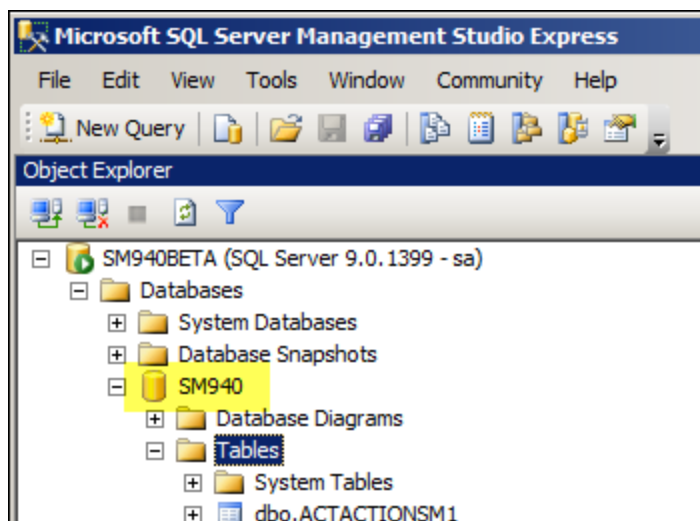 Microsoft SQL Server Management Studio Express
File Edit View Tools Window Community Help
New Query
Object Explorer
SM940BETA (SQL Server 9.0.1399 - sa)
Databases
System Databases
Database Snapshots
SM940
Database Diagrams
Tables
System Tables
dbo.ACTACTIONSM1